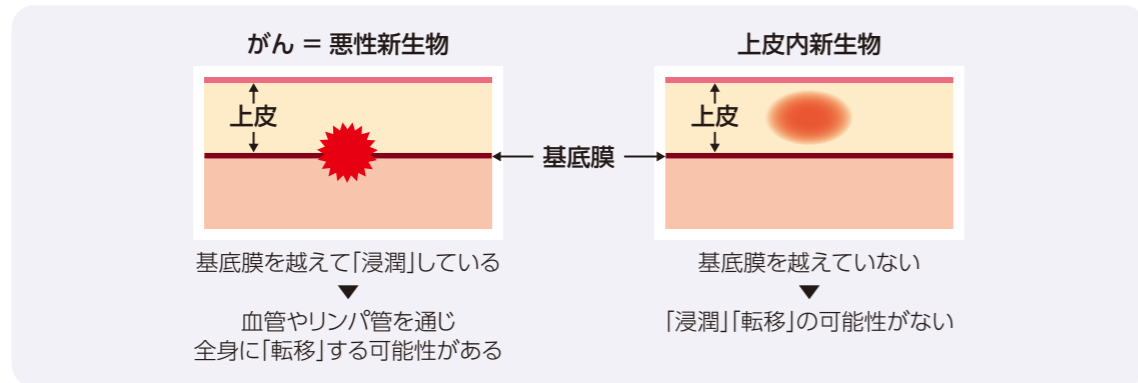 がん = 悪性新生物
上皮
基底膜を越えて「浸潤」している
▼
血管やリンパ管を通じ
全身に「転移」する可能性がある
基底膜
上皮内新生物
上皮
基底膜を越えていない
▼
「浸潤」「転移」の可能性がない